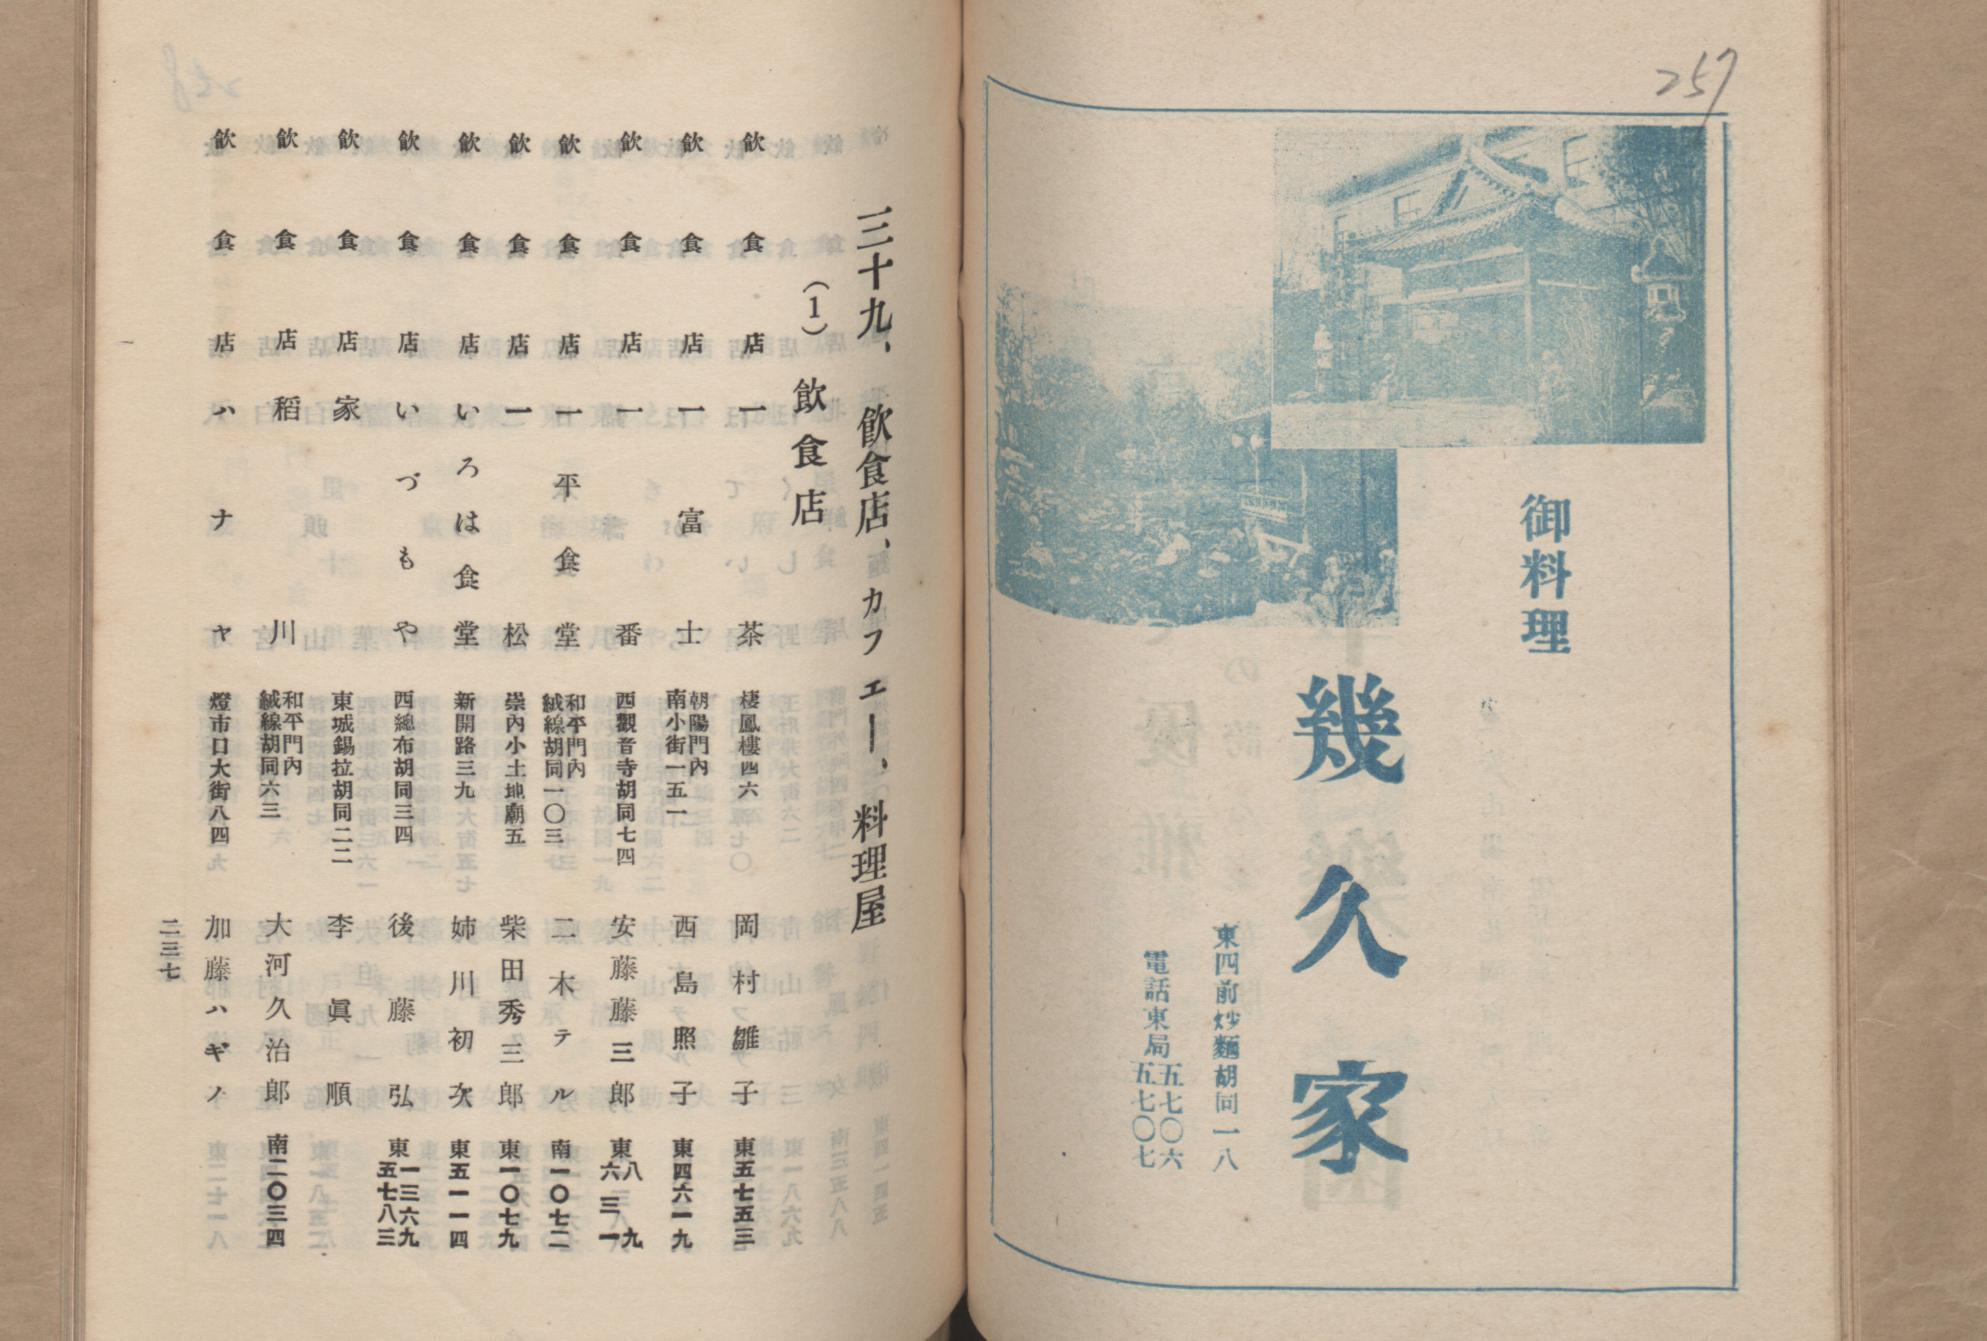 257
御料理
幾久家
東四前炒麵胡同一八
電話東局五七〇六
五七〇七
三十九、飲食店、カフエー、料理屋
(1)飲食店
飲食店 一茶 棲鳳樓四六 岡村雛子 東五七五三
飲食店 一富士 朝陽門內南小街一五一 西島照子 東四六一九
飲食店 一番 西觀音寺胡同七四 安藤藤三郎 東
飲食店 一平食堂 和平門內絨線胡同一〇三 二木テル 南一〇七二
飲食店 一松 崇內小土地廟五 柴田秀三郎 東一〇七九
飲食店 いろは食堂 新開路三九 姉川初次 東五一一四
飲食店 いづもや 西總布胡同三四 後藤弘 東一三六九 五七八三
飲食店 家 東城錫拉胡同二二 李眞順
飲食店 稻川 和平門內絨線胡同六三 大河久治郎 南二〇三四
飲食店 ハナヤ 燈市口大街八四 加藤ハギノ
二三七